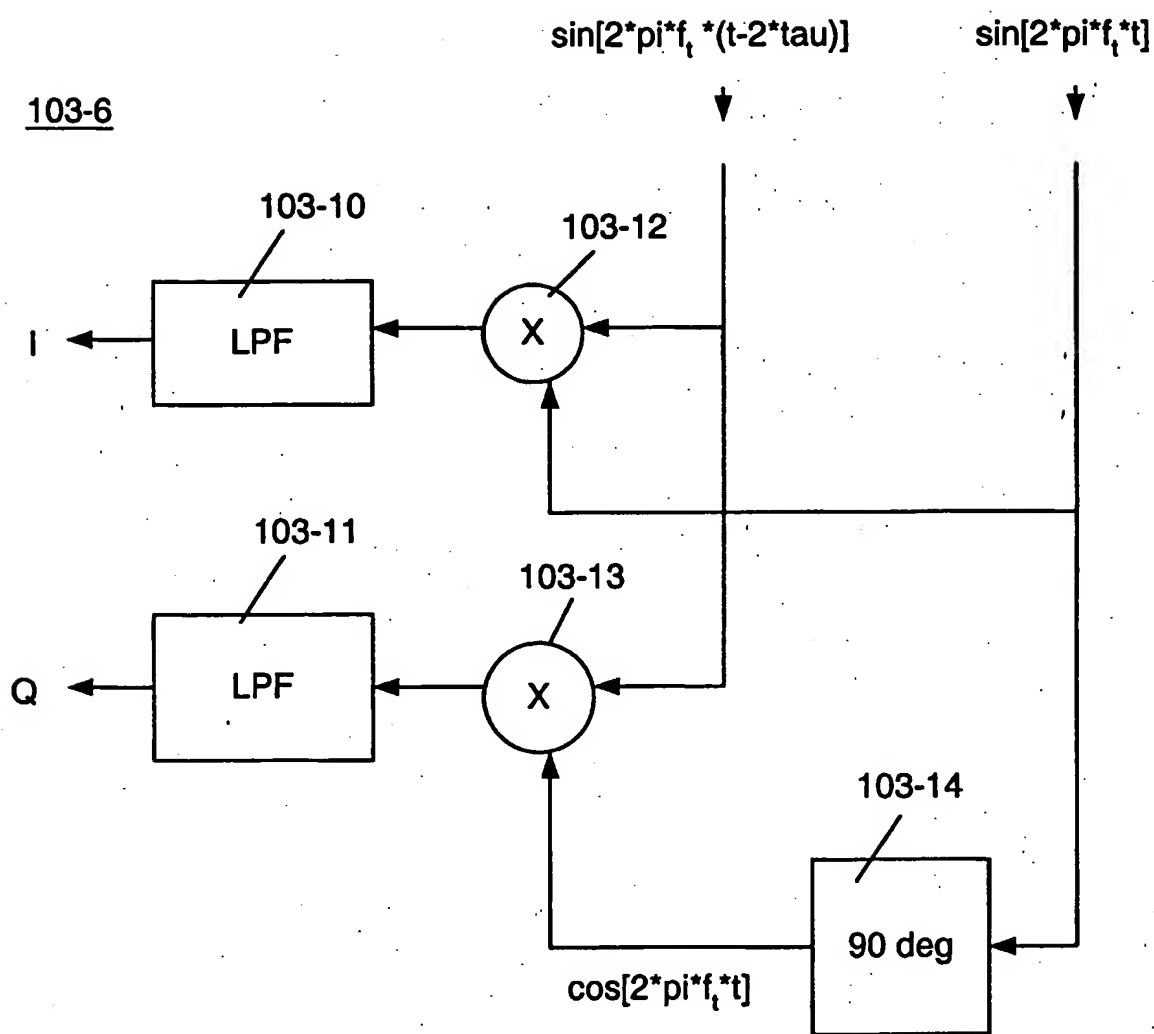 sin[2*pi*f_t *(t-2*tau)]
sin[2*pi*f_t*t]
103-6
103-10
103-12
I
LPF
X
103-11
103-13
Q
LPF
X
103-14
90 deg
cos[2*pi*f_t*t]